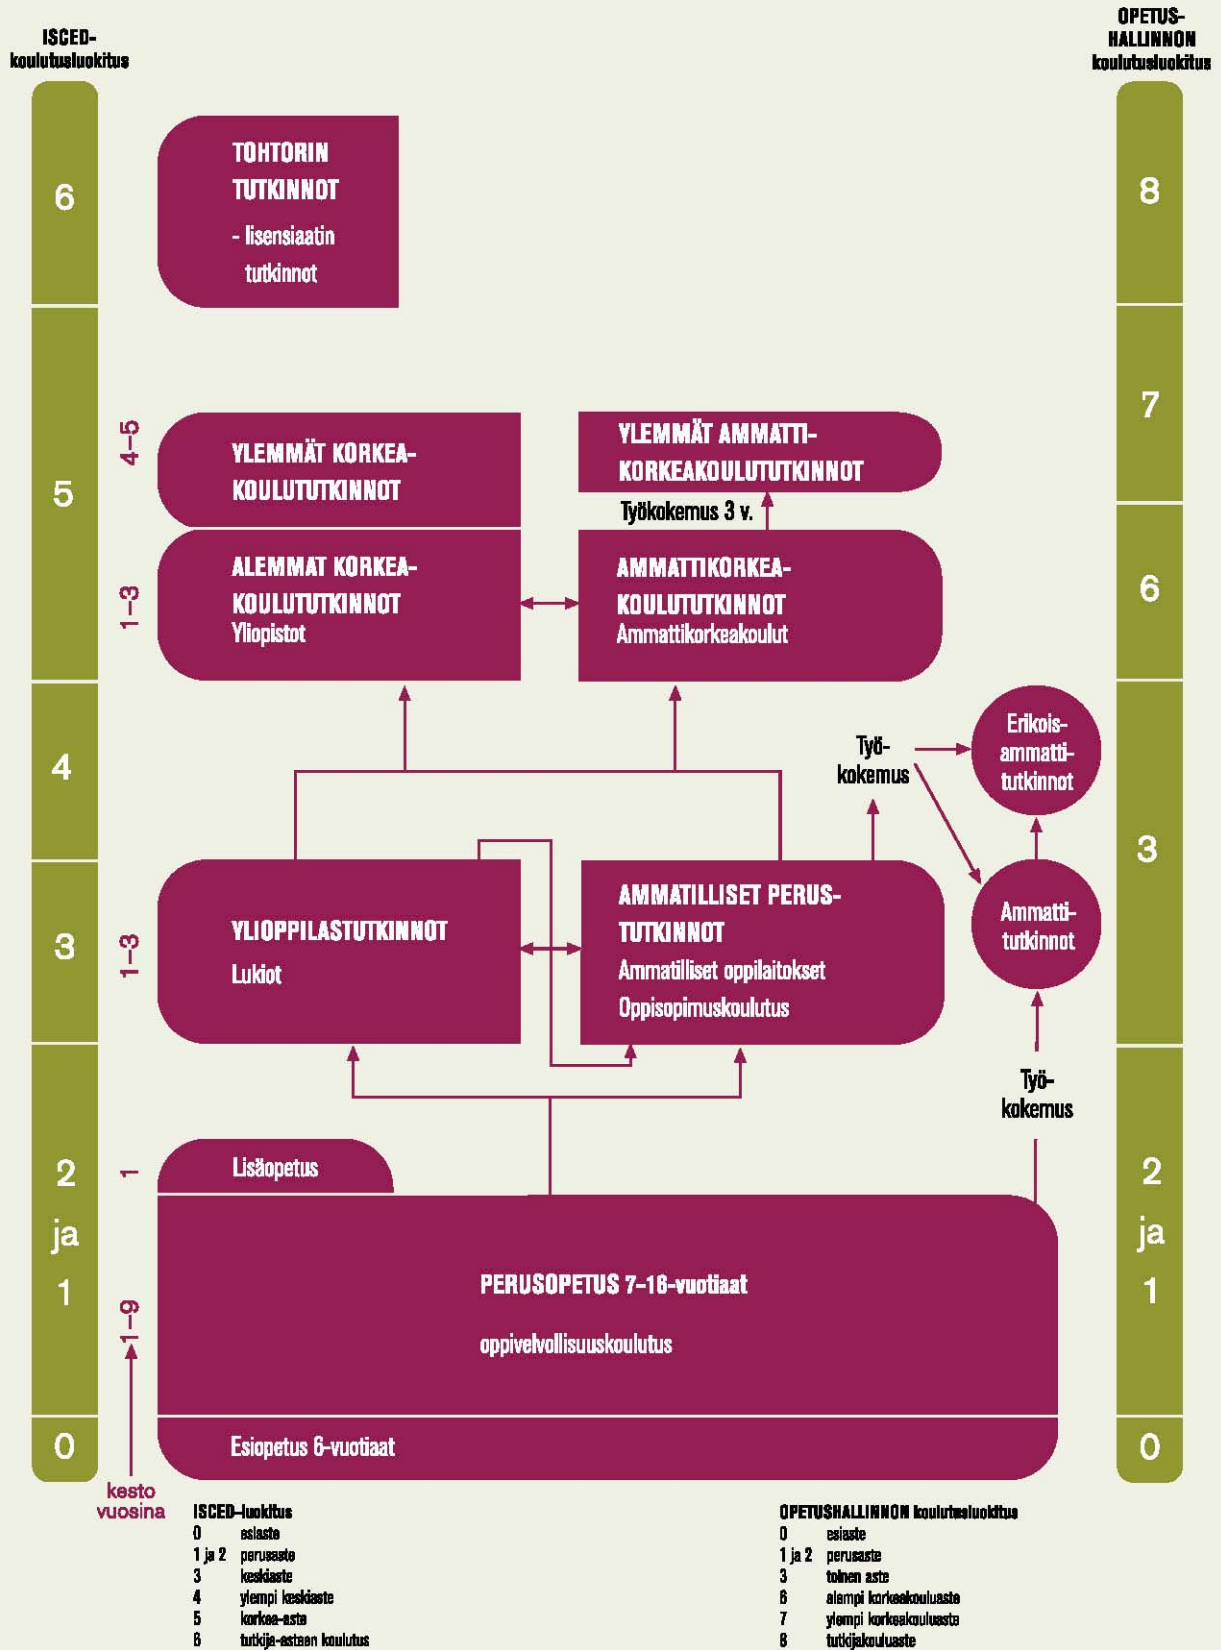 ISCED-
koulutusluokitus
OPETUS-
HALLINNON
koulutusluokitus
6
5
4
3
2
ja
1
0
8
7
6
3
2
ja
1
0
4–5
1–3
1–3
1
1–9
kesto
vuosina
TOHTORIN
TUTKINNOT
- lisensiaatin
tutkinnot
YLEMMÄT KORKEA-
KOULUTUTKINNOT
YLEMMÄT AMMATTI-
KORKEAKOULUTUTKINNOT
Työkokemus 3 v.
ALEMMAT KORKEA-
KOULUTUTKINNOT
Yliopistot
AMMATTIKORKEA-
KOULUTUTKINNOT
Ammattikorkeakoulut
Työ-
kokemus
Erikois-
ammatti-
tutkinnot
YLIOPPILASTUTKINNOT
Lukiot
AMMATILLISET PERUS-
TUTKINNOT
Ammatilliset oppilaitokset
Oppisopimuskoulutus
Ammatti-
tutkinnot
Työ-
kokemus
Lisäopetus
PERUSOPETUS 7–16-vuotiaat
oppivelvollisuuskoulutus
Esiopetus 6-vuotiaat
ISCED-luokitus
0 esiaste
1 ja 2 perusaste
3 keskiaste
4 ylempi keskiaste
5 korkea-aste
6 tutkija-asteen koulutus
OPETUSHALLINNON koulutusluokitus
0 esiaste
1 ja 2 perusaste
3 toinen aste
6 alempi korkeakouluaste
7 ylempi korkeakouluaste
8 tutkijakouluaste